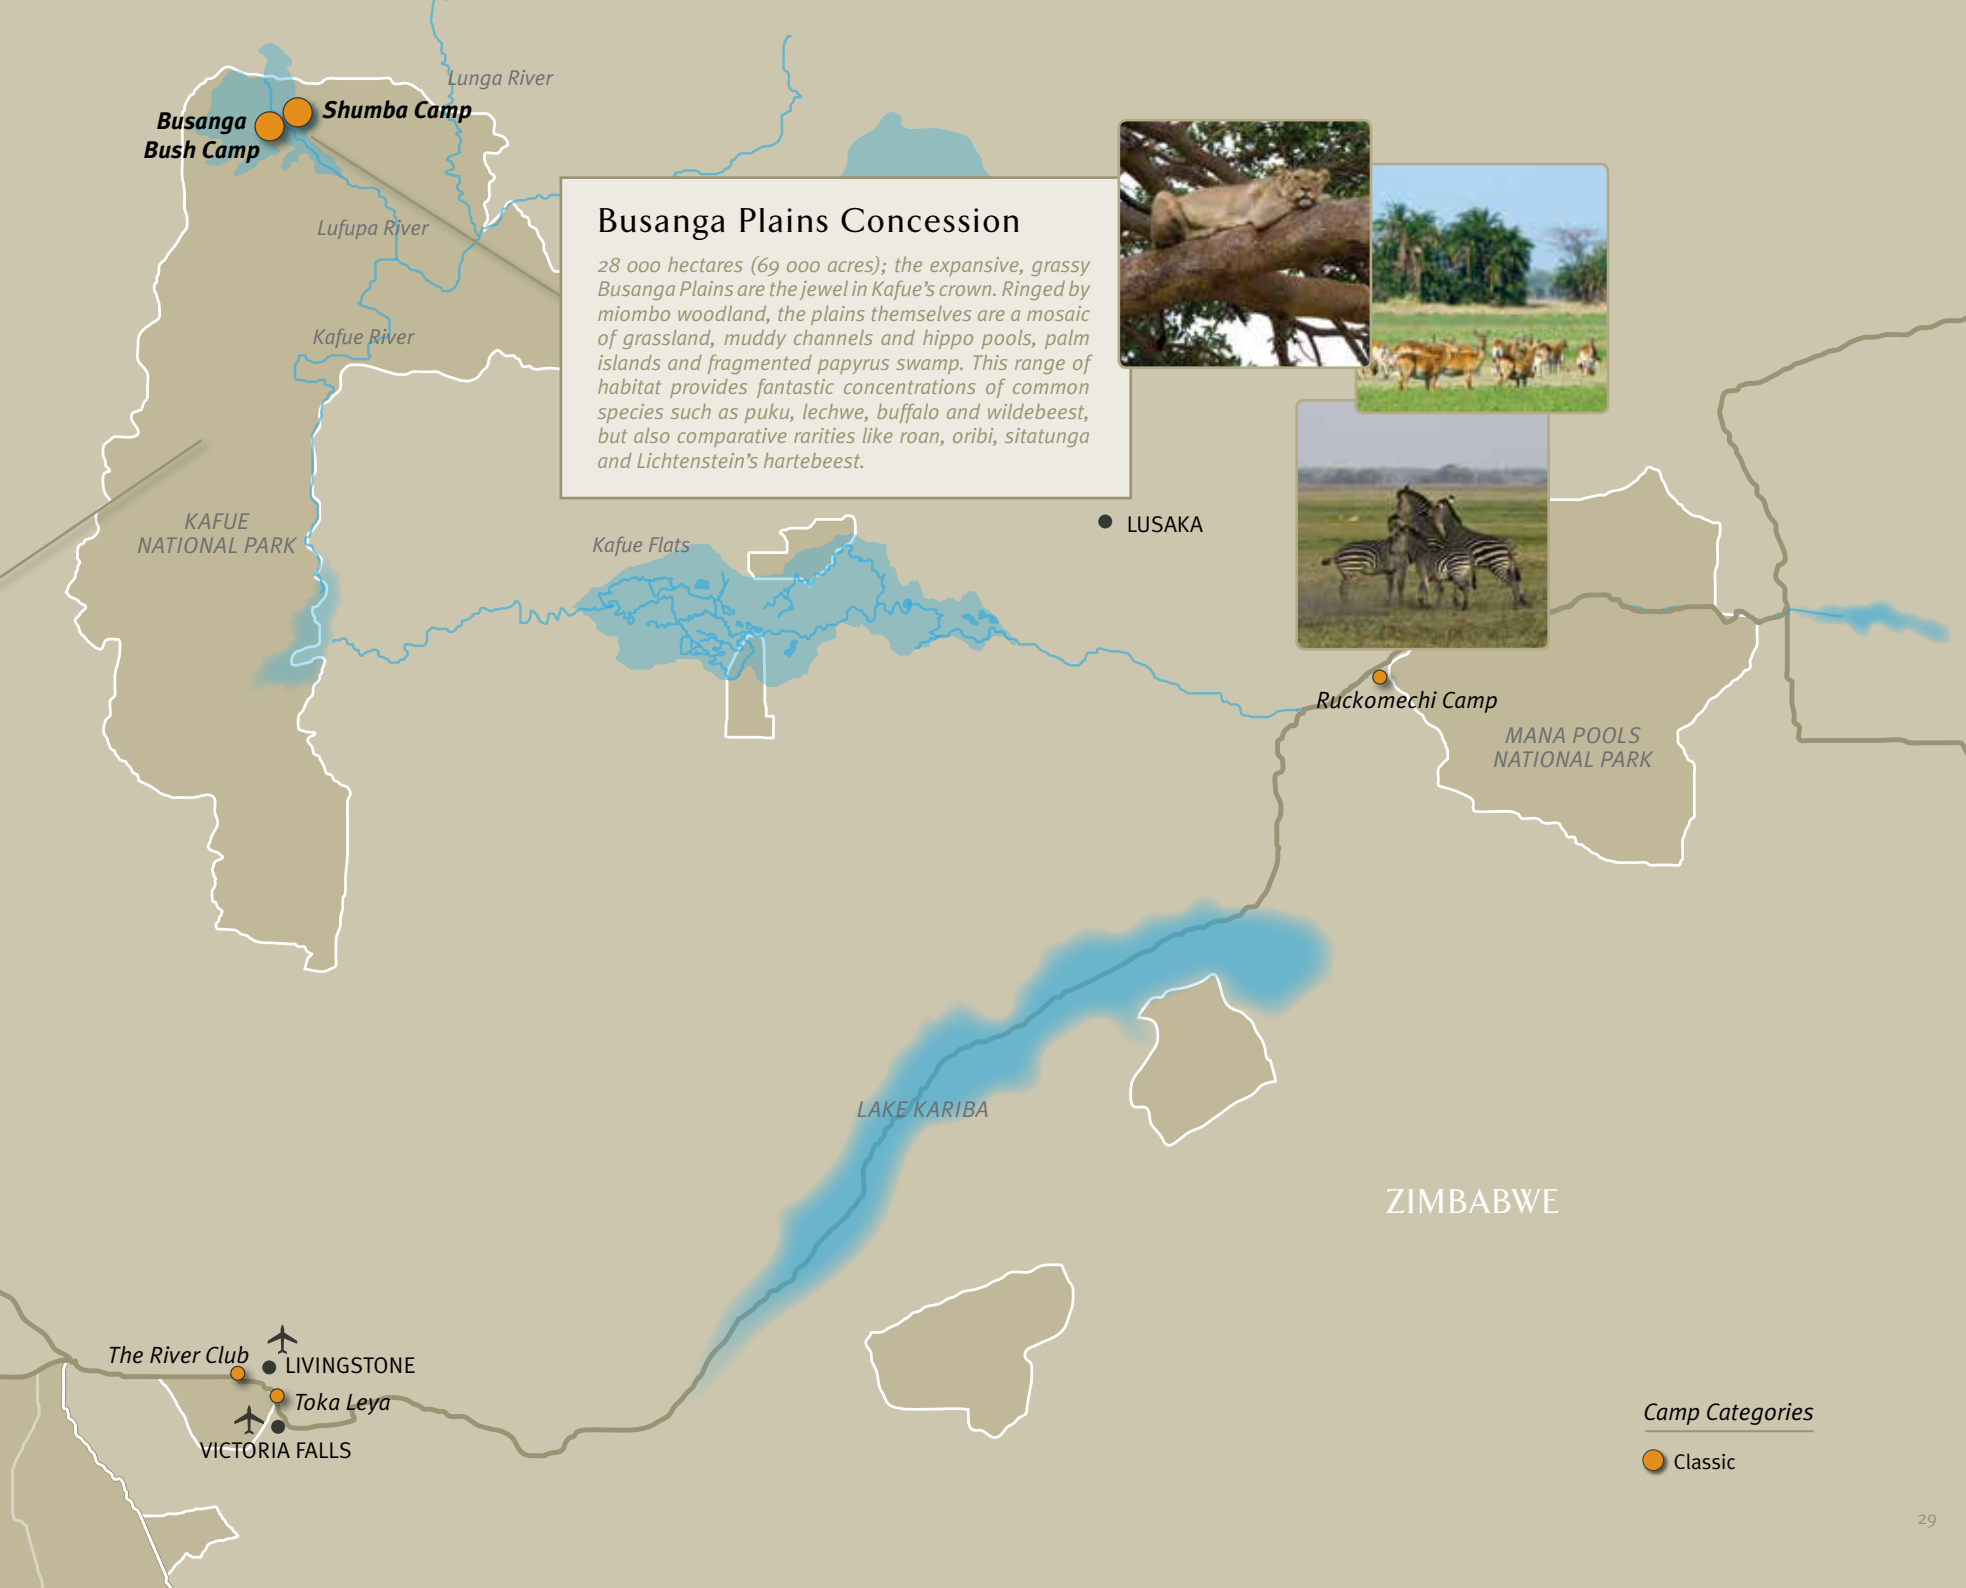 Lunga River
Shumba Camp
Busanga
Bush Camp
Lufupa River
Kafue River
Busanga Plains Concession
28 000 hectares (69 000 acres); the expansive, grassy
Busanga Plains are the jewel in Kafue’s crown. Ringed by
miombo woodland, the plains themselves are a mosaic
of grassland, muddy channels and hippo pools, palm
islands and fragmented papyrus swamp. This range of
habitat provides fantastic concentrations of common
species such as puku, lechwe, buffalo and wildebeest,
but also comparative rarities like roan, oribi, sitatunga
and Lichtenstein’s hartebeest.
KAFUE
NATIONAL PARK
Kafue Flats
LUSAKA
Ruckomechi Camp
MANA POOLS
NATIONAL PARK
LAKE KARIBA
ZIMBABWE
The River Club
LIVINGSTONE
Toka Leya
VICTORIA FALLS
Camp Categories
Classic
29